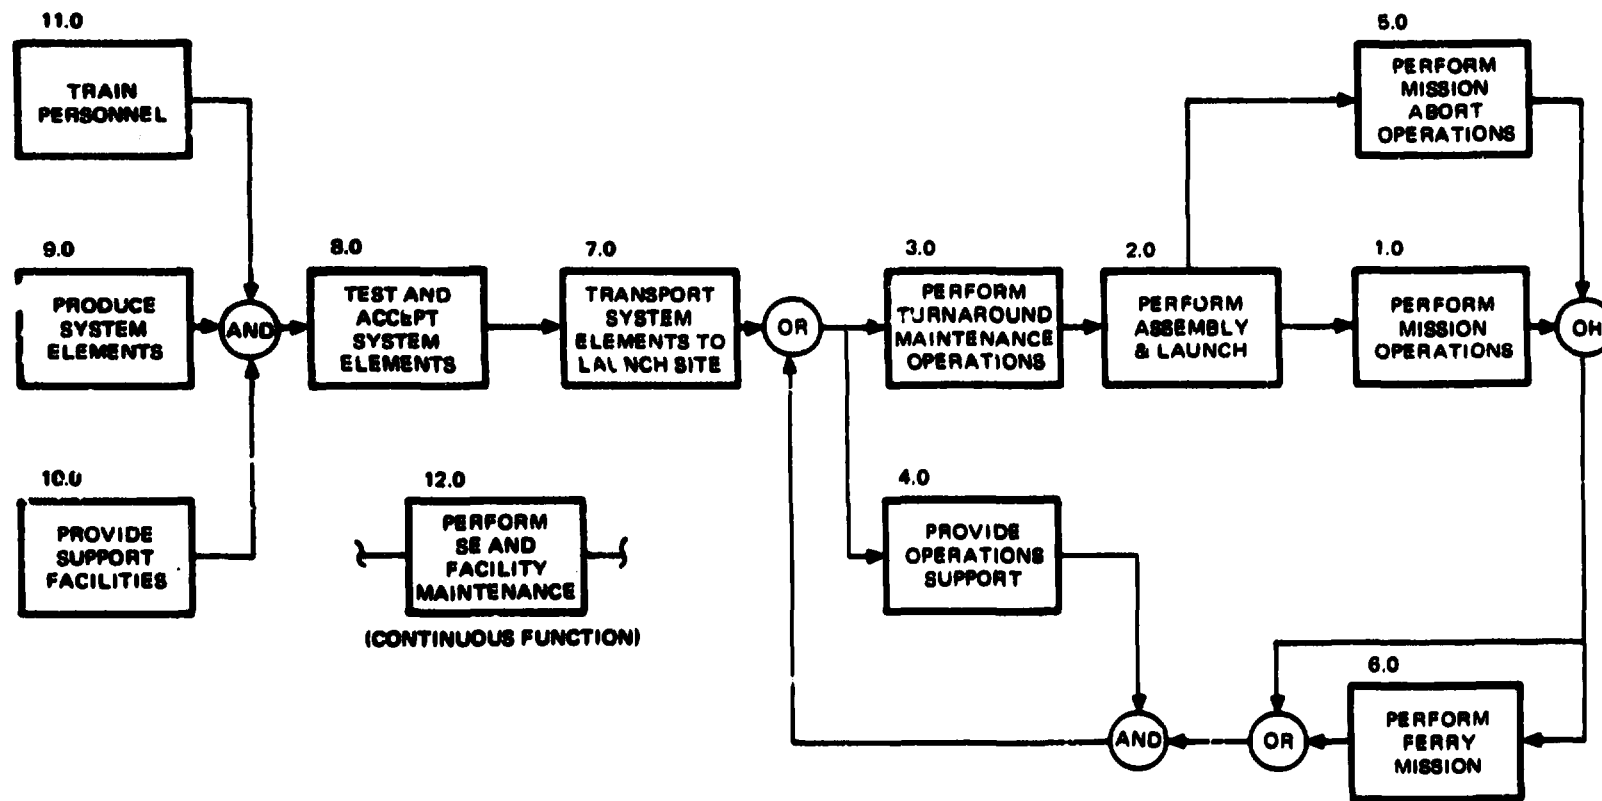 11.0
TRAIN
PERSONNEL
9.0
PRODUCE
SYSTEM
ELEMENTS
10.0
PROVIDE
SUPPORT
FACILITIES
AND
8.0
TEST AND
ACCEPT
SYSTEM
ELEMENTS
12.0
PERFORM
SE AND
FACILITY
MAINTENANCE
(CONTINUOUS FUNCTION)
7.0
TRANSPORT
SYSTEM
ELEMENTS TO
LAUNCH SITE
OR
3.0
PERFORM
TURNAROUND
MAINTENANCE
OPERATIONS
4.0
PROVIDE
OPERATIONS
SUPPORT
2.0
PERFORM
ASSEMBLY
& LAUNCH
5.0
PERFORM
MISSION
ABORT
OPERATIONS
1.0
PERFORM
MISSION
OPERATIONS
OR
6.0
PERFORM
FERRY
MISSION
OR
AND